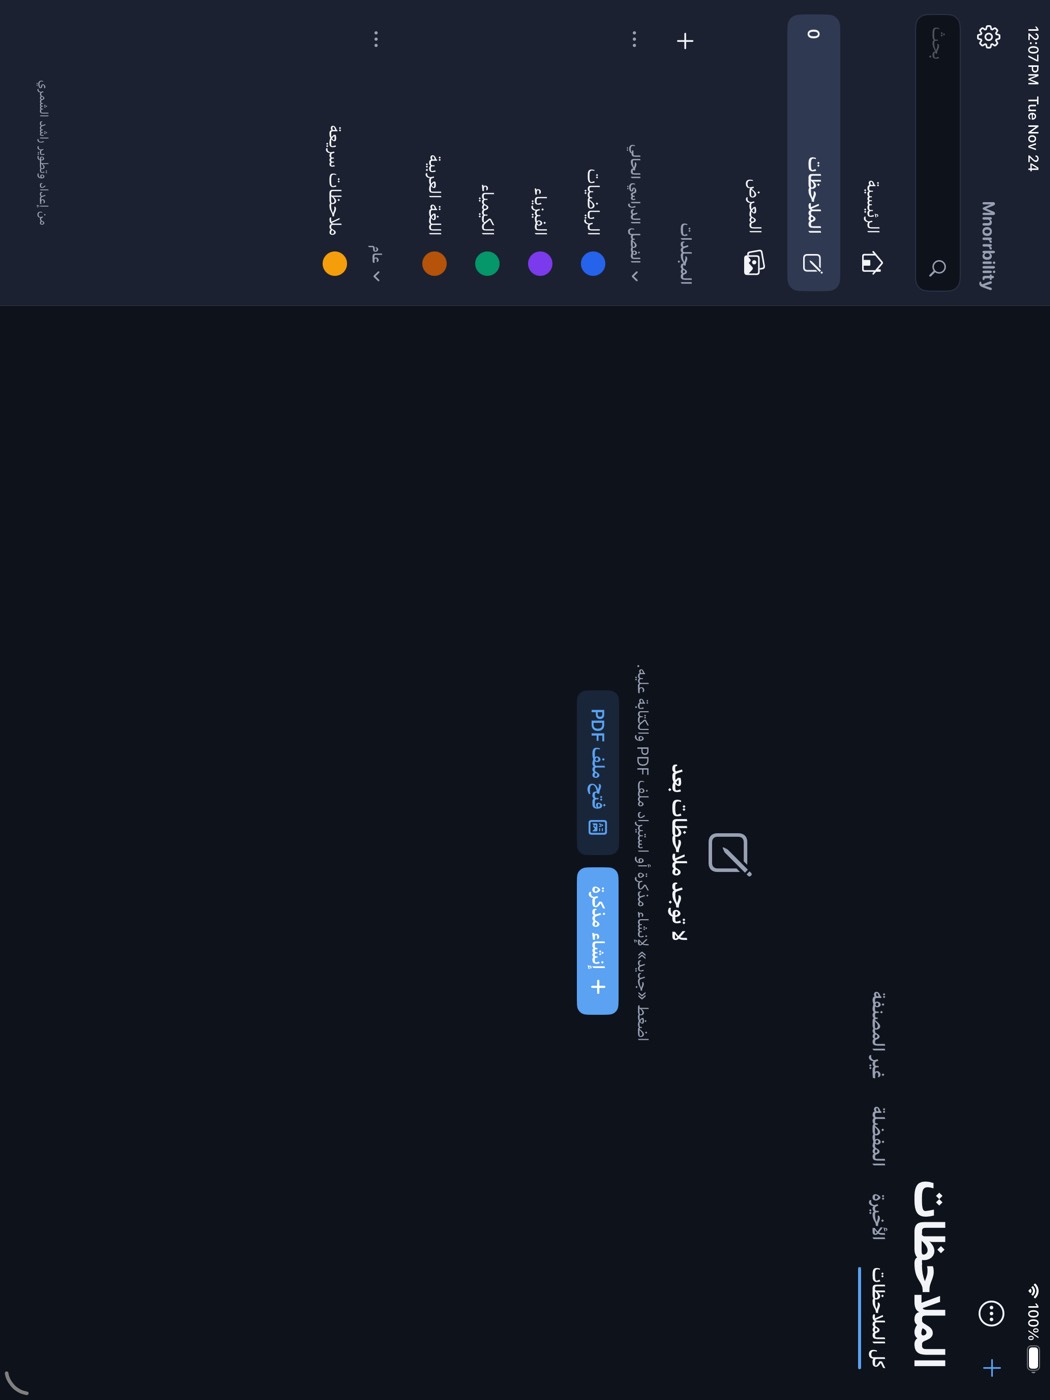 12:07 PM Tue Nov 24
100%
Mnorrbility
بحث
الرئيسية
الملاحظات 0
المعرض
المجلدات
الفصل الدراسي الحالي
الرياضيات
الفيزياء
الكيمياء
اللغة العربية
عام
ملاحظات سريعة
من إعداد وتطوير راشد الشمري
الملاحظات
كل الملاحظات الأخيرة المفضلة غير المصنفة
لا توجد ملاحظات بعد
اضغط «جديد» لإنشاء مذكرة أو استيراد ملف PDF والكتابة عليه.
إنشاء مذكرة فتح ملف PDF